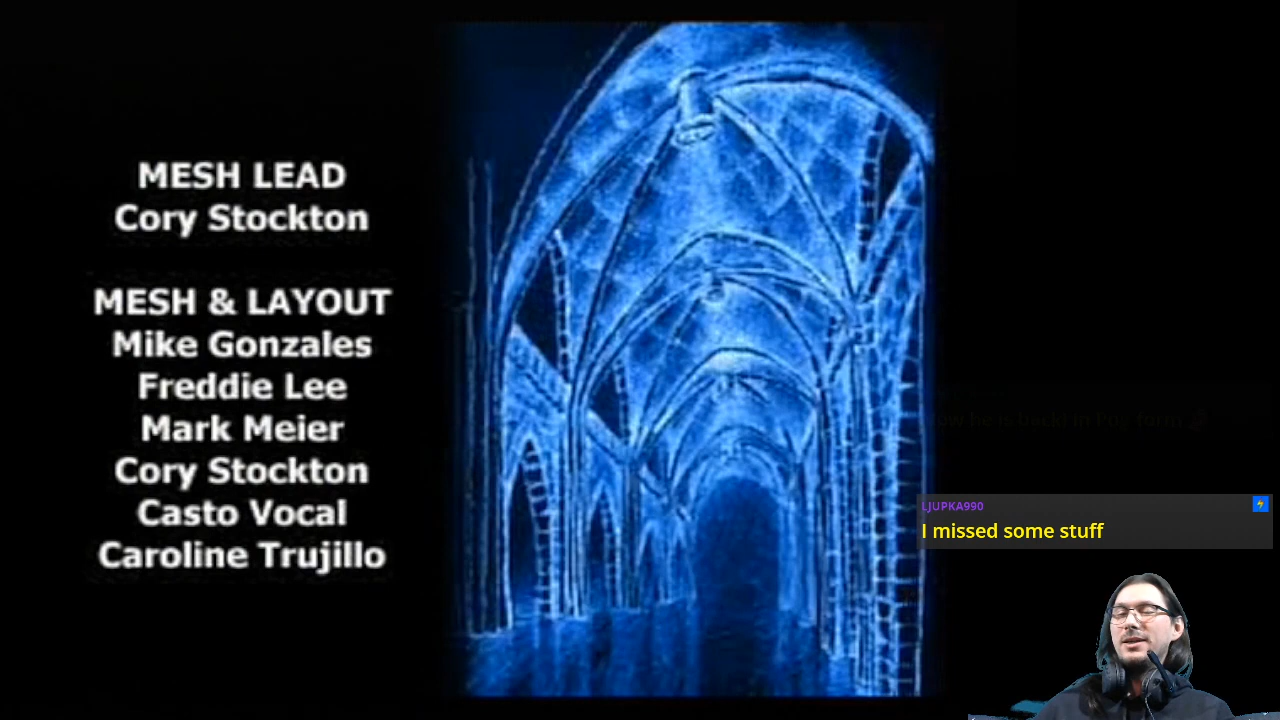 MESH LEAD
Cory Stockton
MESH & LAYOUT
Mike Gonzales
Freddie Lee
Mark Meier
Cory Stockton
Casto Vocal
Caroline Trujillo
LJUPKA990
I missed some stuff